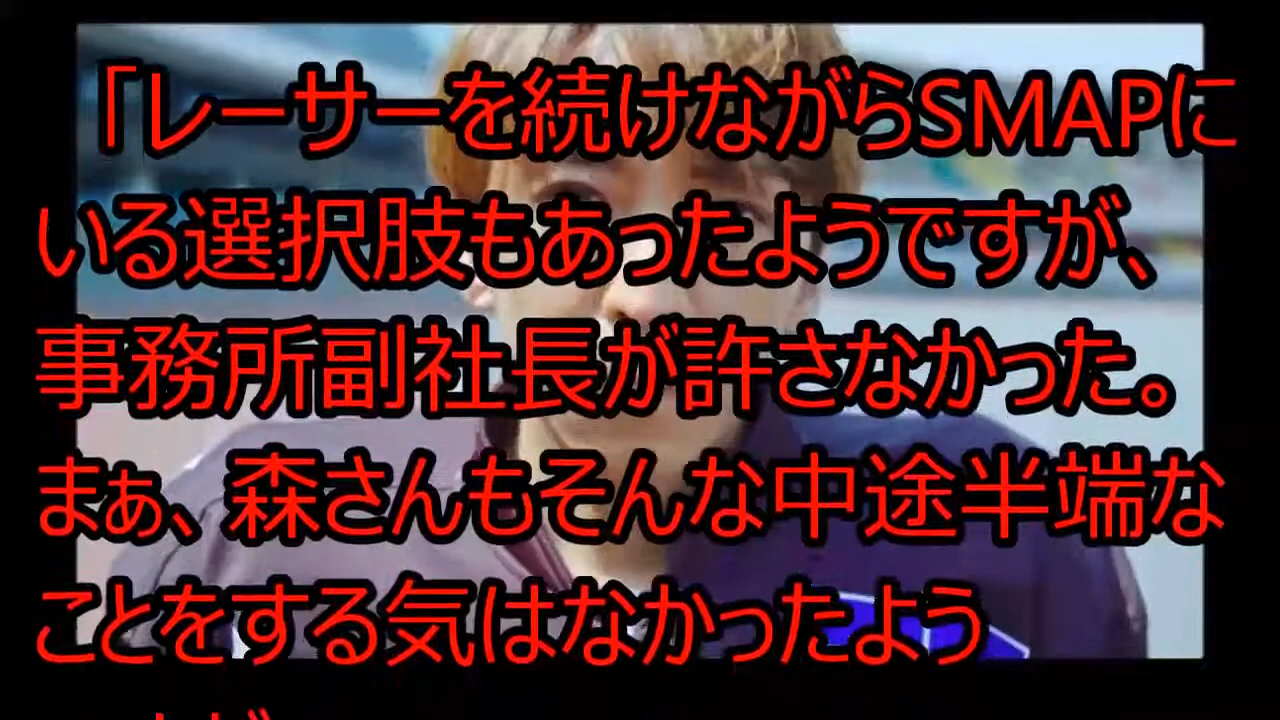 「レーサーを続けながらSMAPに
いる選択肢もあったようですが、
事務所副社長が許さなかった。
まぁ、森さんもそんな中途半端な
ことをする気はなかったよう